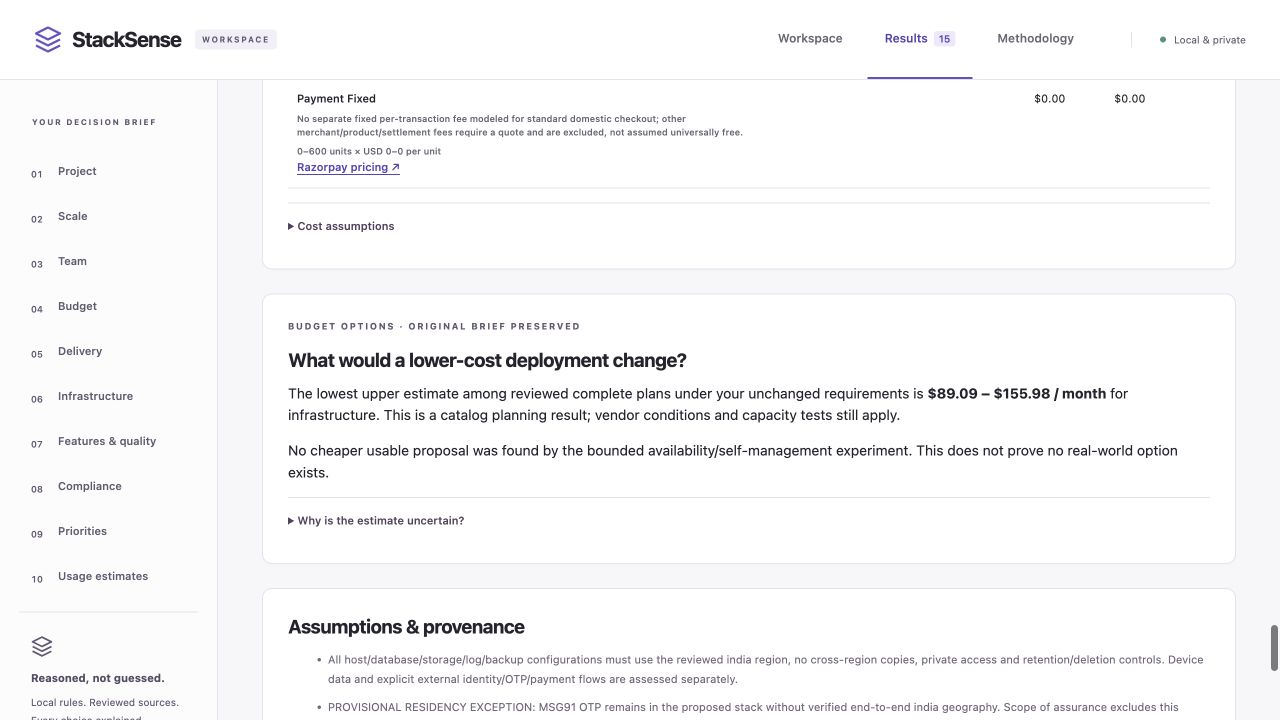 StackSense WORKSPACE Workspace Results 15 Methodology Local & private
YOUR DECISION BRIEF
01 Project
02 Scale
03 Team
04 Budget
05 Delivery
06 Infrastructure
07 Features & quality
08 Compliance
09 Priorities
10 Usage estimates
Reasoned, not guessed.
Local rules. Reviewed sources.
Every choice explained
Payment Fixed $0.00 $0.00
No separate fixed per-transaction fee modeled for standard domestic checkout; other
merchant/product/settlement fees require a quote and are excluded, not assumed universally free.
0–600 units × USD 0–0 per unit
Razorpay pricing ↗
▶ Cost assumptions
BUDGET OPTIONS · ORIGINAL BRIEF PRESERVED
What would a lower-cost deployment change?
The lowest upper estimate among reviewed complete plans under your unchanged requirements is $89.09 – $155.98 / month for
infrastructure. This is a catalog planning result; vendor conditions and capacity tests still apply.
No cheaper usable proposal was found by the bounded availability/self-management experiment. This does not prove no real-world option
exists.
▶ Why is the estimate uncertain?
Assumptions & provenance
• All host/database/storage/log/backup configurations must use the reviewed india region, no cross-region copies, private access and retention/deletion controls. Device
data and explicit external identity/OTP/payment flows are assessed separately.
• PROVISIONAL RESIDENCY EXCEPTION: MSG91 OTP remains in the proposed stack without verified end-to-end india geography. Scope of assurance excludes this